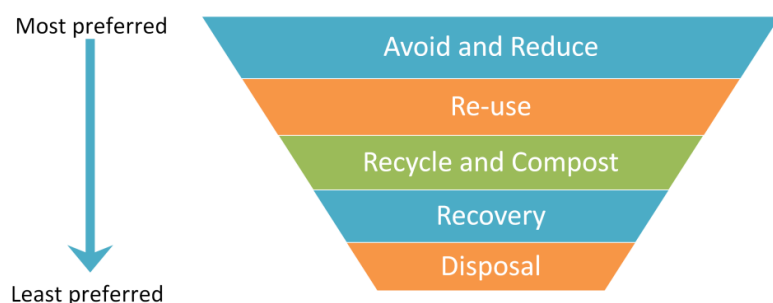 Most preferred
Avoid and Reduce
Re-use
Recycle and Compost
Recovery
Disposal
Least preferred